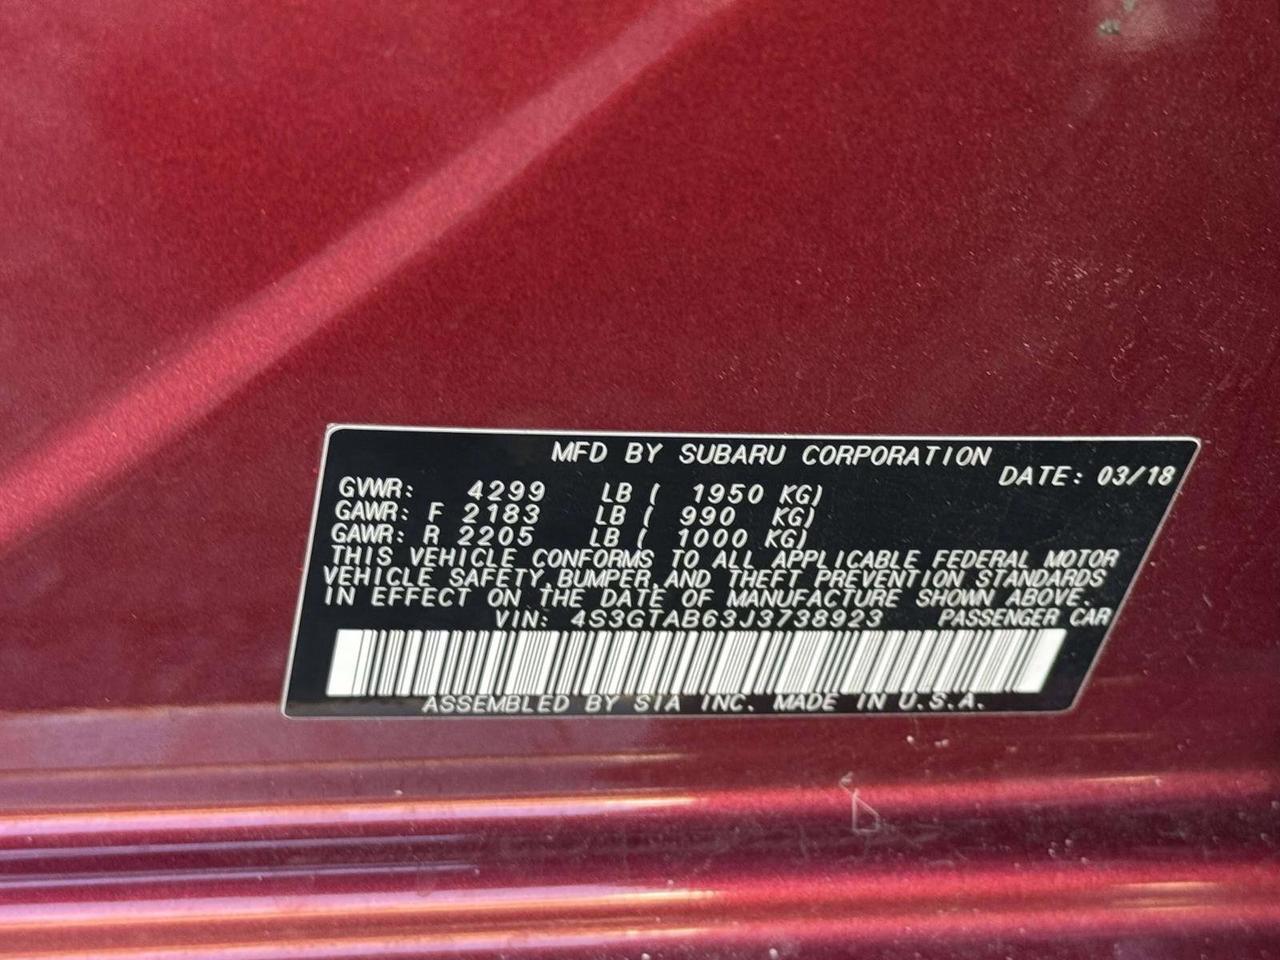 MFD BY SUBARU CORPORATION
DATE: 03/18
GVWR: 4299 LB ( 1950 KG)
GAWR: F 2183 LB ( 990 KG)
GAWR: R 2205 LB ( 1000 KG)
THIS VEHICLE CONFORMS TO ALL APPLICABLE FEDERAL MOTOR
VEHICLE SAFETY, BUMPER, AND THEFT PREVENTION STANDARDS
IN EFFECT ON THE DATE OF MANUFACTURE SHOWN ABOVE.
VIN: 4S3GTAB63J3738923 PASSENGER CAR
ASSEMBLED BY SIA INC. MADE IN U.S.A.